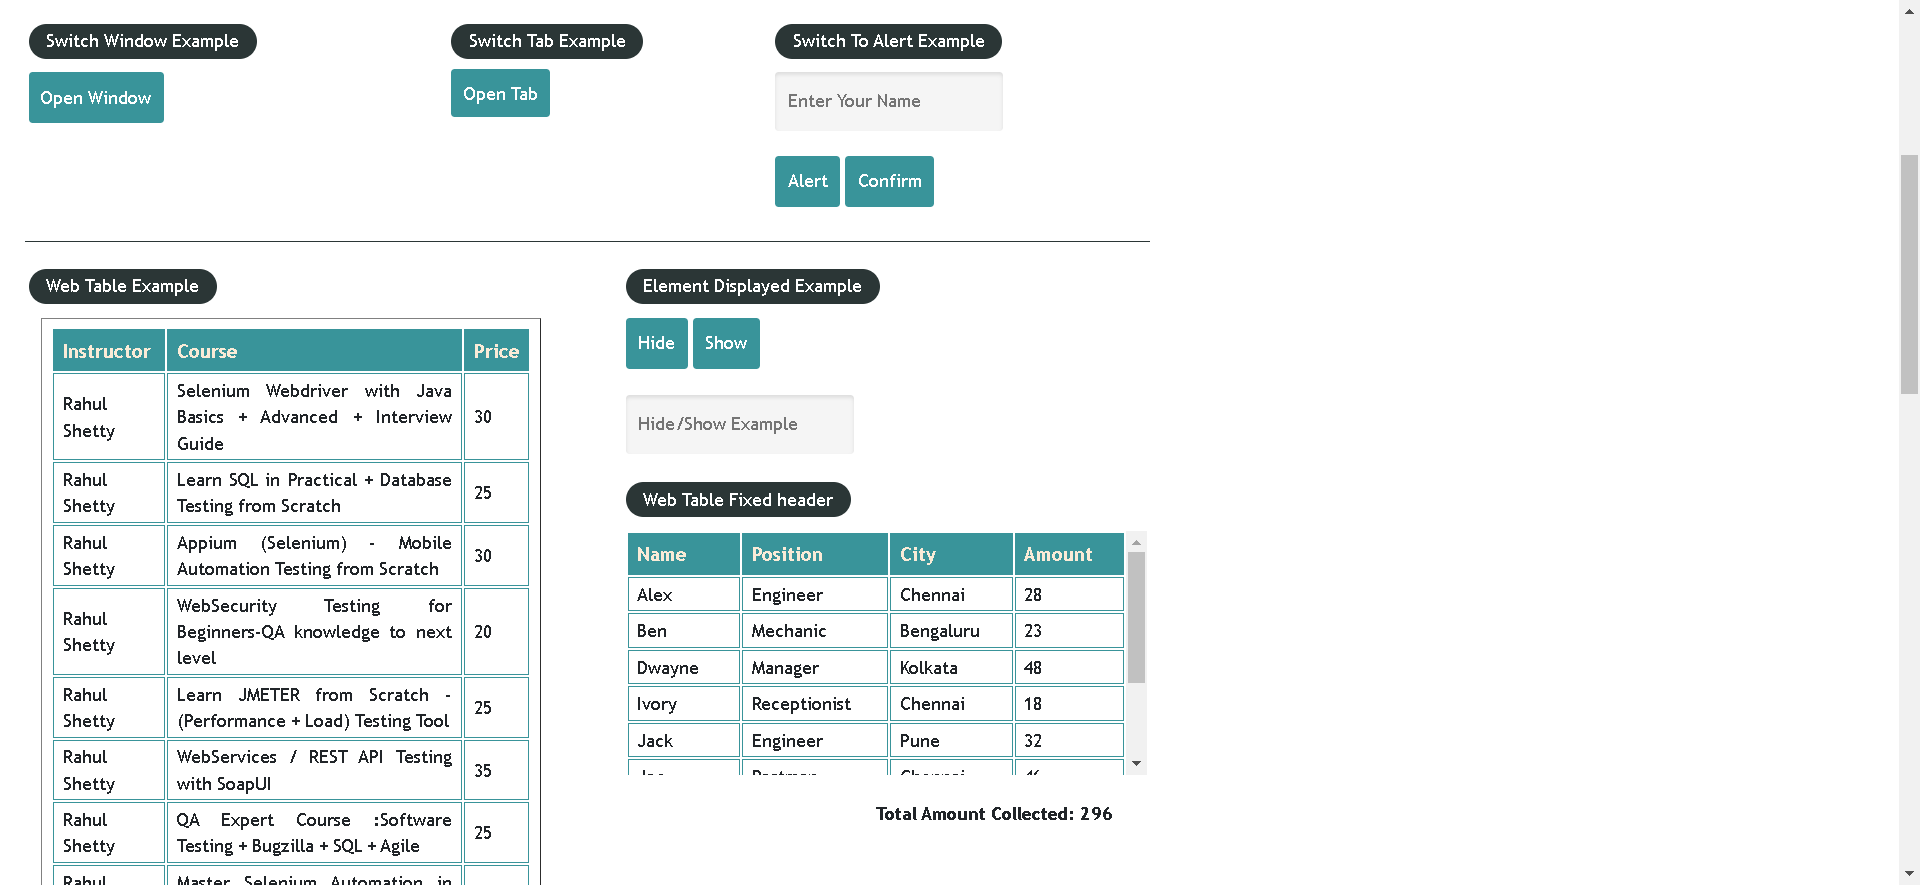 Switch Window Example
Open Window
Switch Tab Example
Open Tab
Switch To Alert Example
Enter Your Name
Alert Confirm
Web Table Example
Instructor Course Price
Rahul Shetty Selenium Webdriver with Java Basics + Advanced + Interview Guide 30
Rahul Shetty Learn SQL in Practical + Database Testing from Scratch 25
Rahul Shetty Appium (Selenium) - Mobile Automation Testing from Scratch 30
Rahul Shetty WebSecurity Testing for Beginners-QA knowledge to next level 20
Rahul Shetty Learn JMETER from Scratch - (Performance + Load) Testing Tool 25
Rahul Shetty WebServices / REST API Testing with SoapUI 35
Rahul Shetty QA Expert Course :Software Testing + Bugzilla + SQL + Agile 25
Rahul Master Selenium Automation in
Element Displayed Example
Hide Show
Hide/Show Example
Web Table Fixed header
Name Position City Amount
Alex Engineer Chennai 28
Ben Mechanic Bengaluru 23
Dwayne Manager Kolkata 48
Ivory Receptionist Chennai 18
Jack Engineer Pune 32
Total Amount Collected: 296